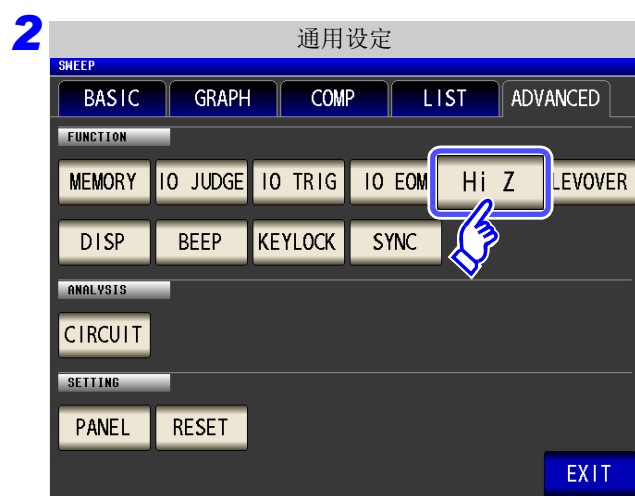 2
通用设定
SWEEP
BASIC GRAPH COMP LIST ADVANCED
FUNCTION
MEMORY IO JUDGE IO TRIG IO EOM Hi Z LEVOVER
DISP BEEP KEYLOCK SYNC
ANALYSIS
CIRCUIT
SETTING
PANEL RESET
EXIT